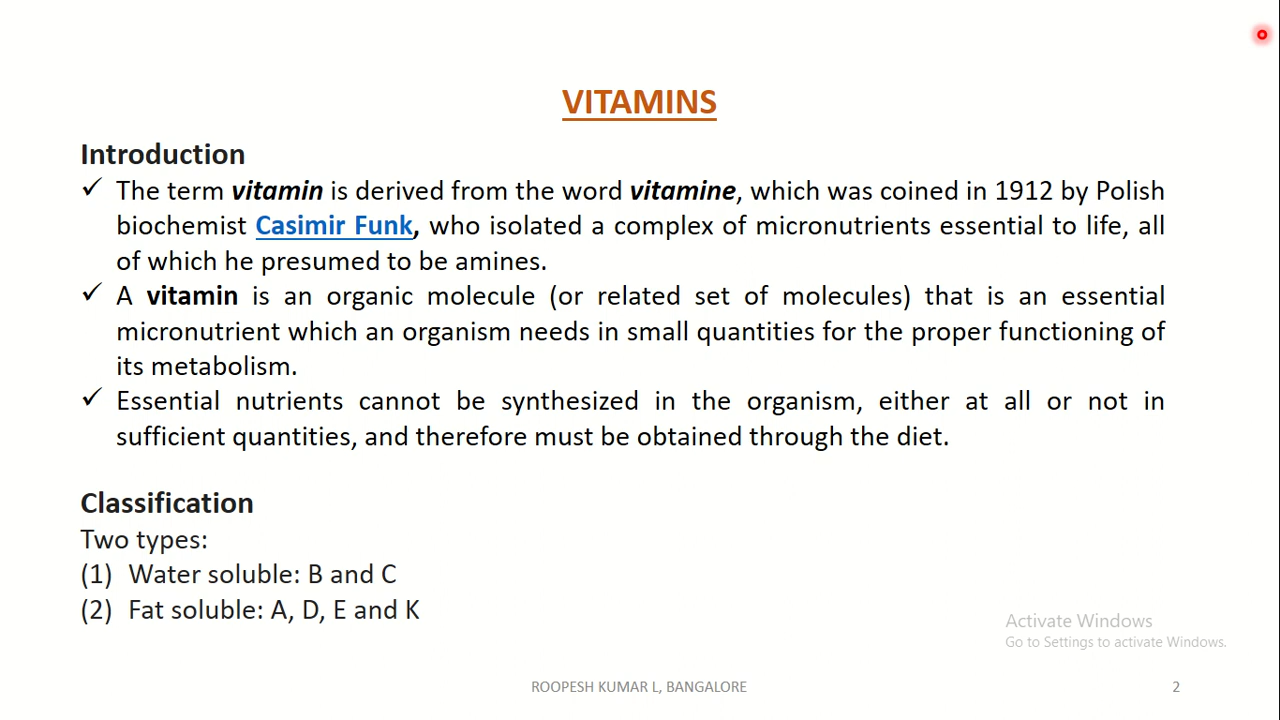 VITAMINS
Introduction
✓ The term vitamin is derived from the word vitamine, which was coined in 1912 by Polish
biochemist Casimir Funk, who isolated a complex of micronutrients essential to life, all
of which he presumed to be amines.
✓ A vitamin is an organic molecule (or related set of molecules) that is an essential
micronutrient which an organism needs in small quantities for the proper functioning of
its metabolism.
✓ Essential nutrients cannot be synthesized in the organism, either at all or not in
sufficient quantities, and therefore must be obtained through the diet.
Classification
Two types:
(1) Water soluble: B and C
(2) Fat soluble: A, D, E and K
Activate Windows
Go to Settings to activate Windows.
ROOPESH KUMAR L, BANGALORE
2